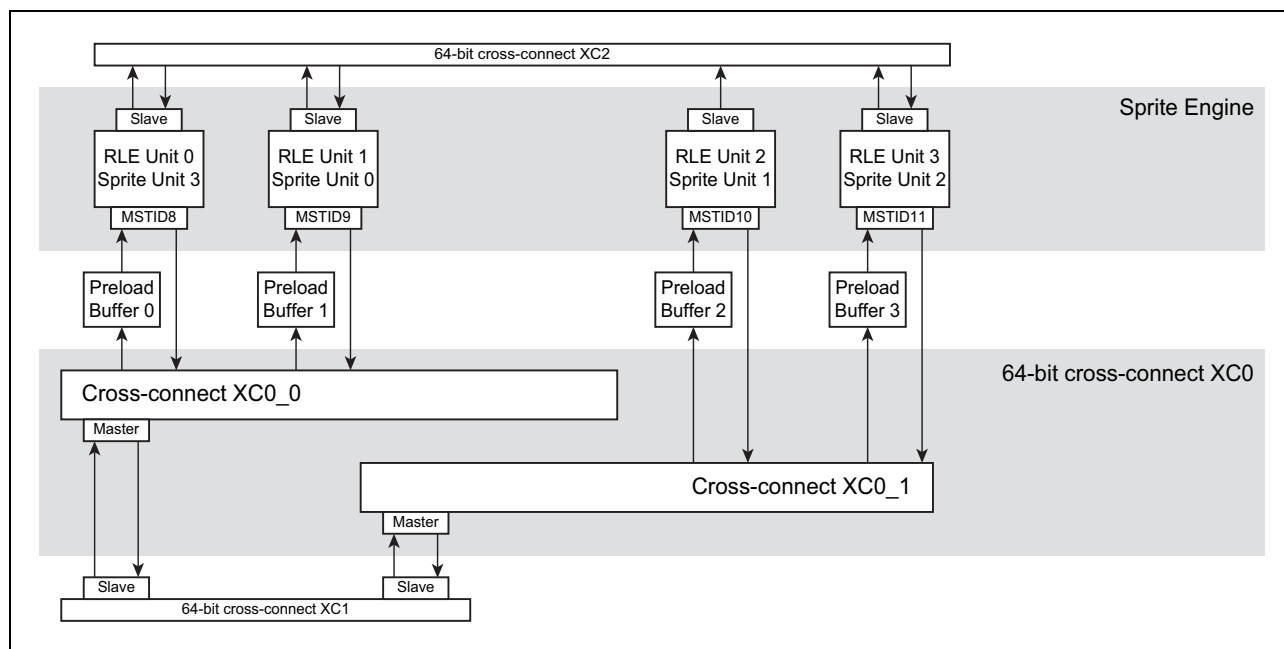 64-bit cross-connect XC2
Sprite Engine
Slave
Slave
Slave
Slave
RLE Unit 0
Sprite Unit 3
RLE Unit 1
Sprite Unit 0
RLE Unit 2
Sprite Unit 1
RLE Unit 3
Sprite Unit 2
MSTID8
MSTID9
MSTID10
MSTID11
Preload
Buffer 0
Preload
Buffer 1
Preload
Buffer 2
Preload
Buffer 3
64-bit cross-connect XC0
Cross-connect XC0_0
Master
Cross-connect XC0_1
Master
Slave
Slave
64-bit cross-connect XC1